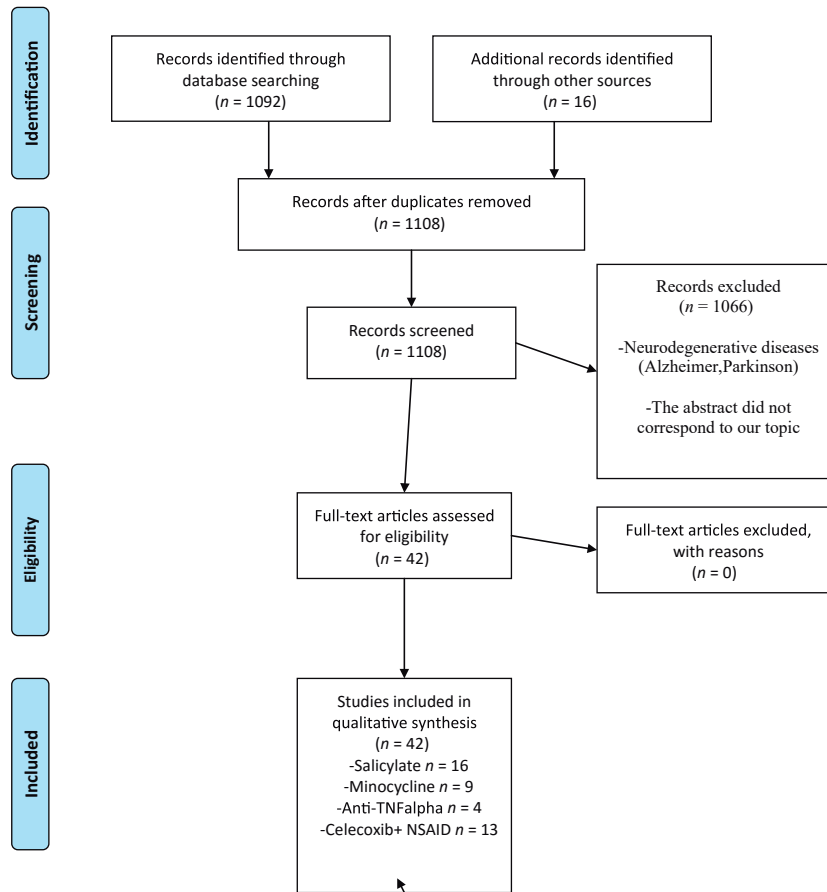 Identification
Records identified through
database searching
(n = 1092)
Additional records identified
through other sources
(n = 16)
Records after duplicates removed
(n = 1108)
Screening
Records screened
(n = 1108)
Records excluded
(n = 1066)
-Neurodegenerative diseases
(Alzheimer,Parkinson)
-The abstract did not
correspond to our topic
Eligibility
Full-text articles assessed
for eligibility
(n = 42)
Full-text articles excluded,
with reasons
(n = 0)
Included
Studies included in
qualitative synthesis
(n = 42)
-Salicylate n = 16
-Minocycline n = 9
-Anti-TNFalpha n = 4
-Celecoxib+ NSAID n = 13